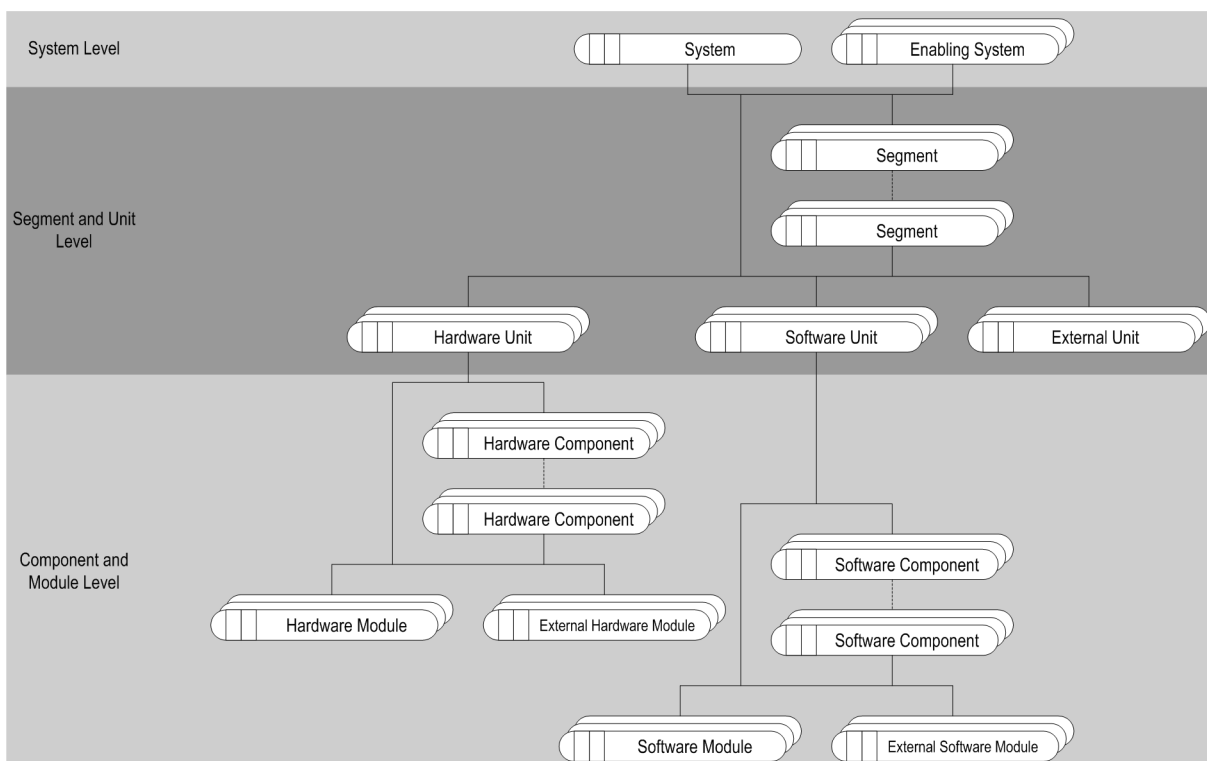 System Level
System
Enabling System
Segment
Segment and Unit
Level
Segment
Hardware Unit
Software Unit
External Unit
Hardware Component
Hardware Component
Component and
Module Level
Software Component
Hardware Module
External Hardware Module
Software Component
Software Module
External Software Module